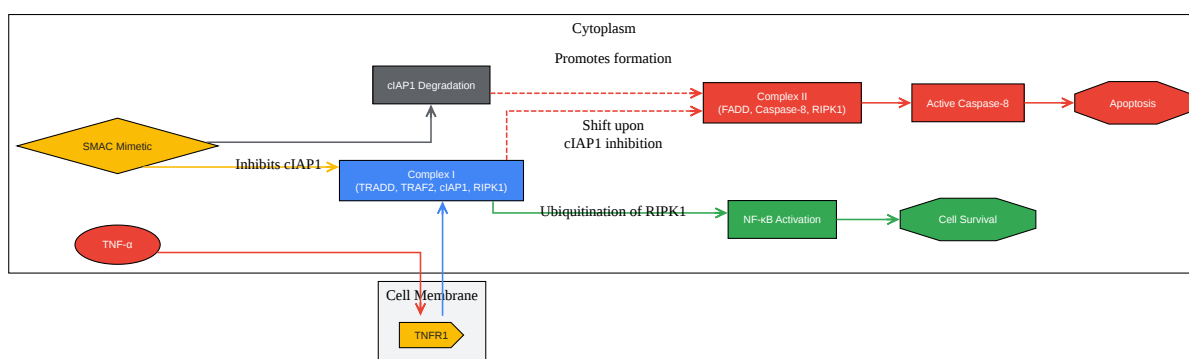 Cytoplasm
Promotes formation
cIAP1 Degradation
Complex II
(FADD, Caspase-8, RIPK1)
Active Caspase-8
Apoptosis
Shift upon
cIAP1 inhibition
SMAC Mimetic
Inhibits cIAP1
Complex I
(TRADD, TRAF2, cIAP1, RIPK1)
Ubiquitination of RIPK1
NF-κB Activation
Cell Survival
TNF-α
Cell Membrane
TNFR1